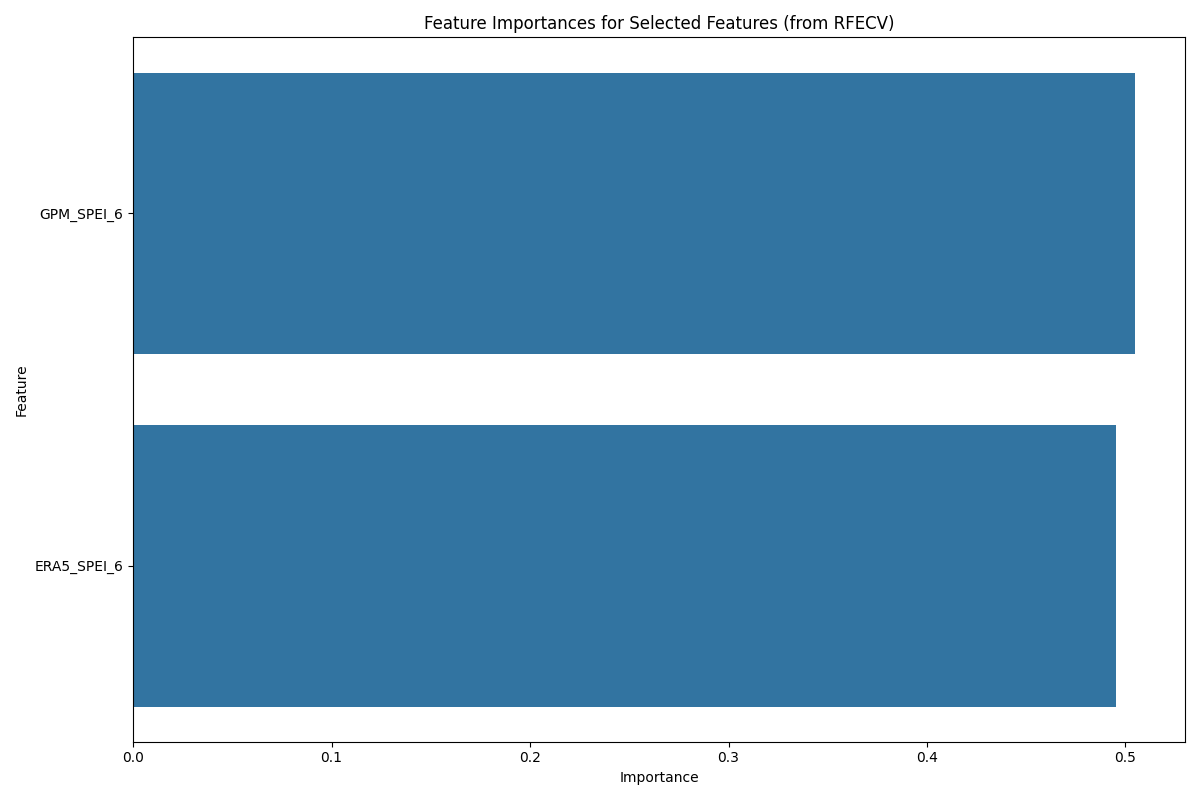 Feature Importances for Selected Features (from RFECV)
Feature
GPM_SPEI_6
ERA5_SPEI_6
0.0 0.1 0.2 0.3 0.4 0.5
Importance